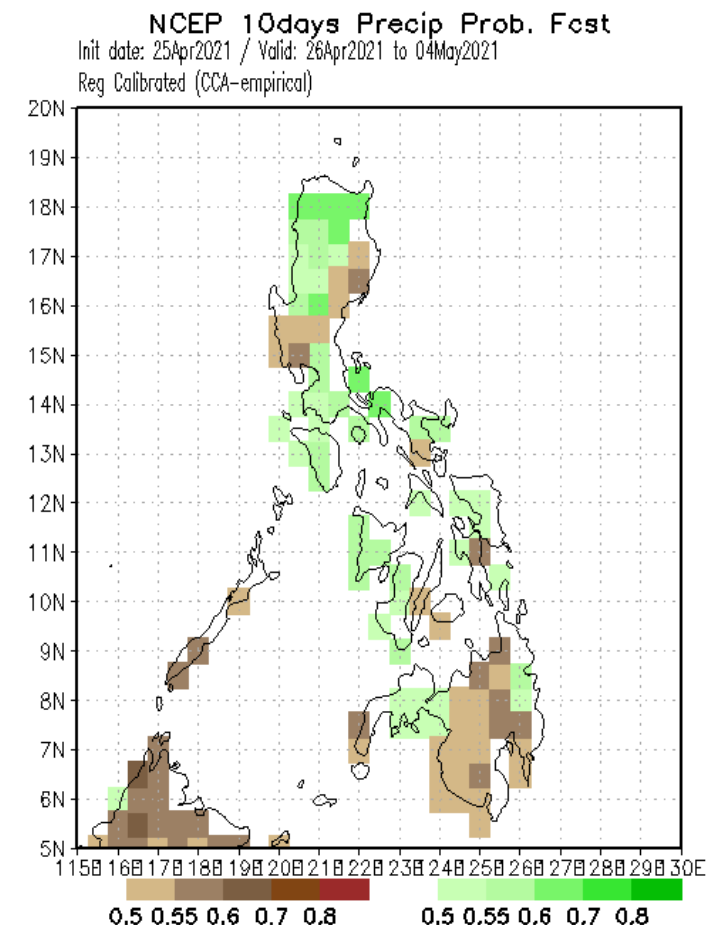 NCEP 10days Precip Prob. Fcst
Init date: 25Apr2021 / Valid: 26Apr2021 to 04May2021
Reg Calibrated (CCA-empirical)
20N
19N
18N
17N
16N
15N
14N
13N
12N
11N
10N
9N
8N
7N
6N
5N
115E 116E 117E 118E 119E 120E 121E 122E 123E 124E 125E 126E 127E 128E 129E 130E
0.5 0.55 0.6 0.7 0.8 0.5 0.55 0.6 0.7 0.8